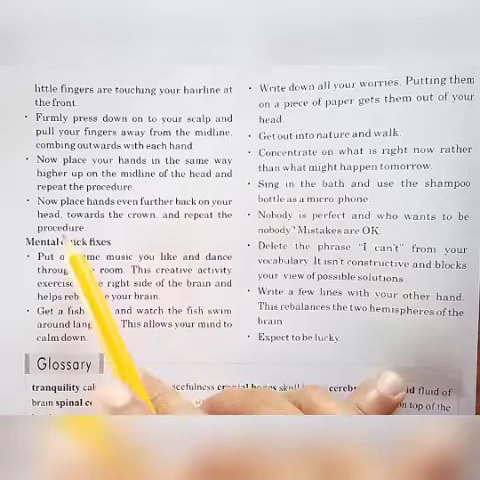 little fingers are touching your hairline at
the front.
• Firmly press down on to your scalp and
pull your fingers away from the midline,
combing outwards with each hand
• Now place your hands in the same way
higher up on the midline of the head and
repeat the procedure.
• Now place hands even further back on your
head, towards the crown, and repeat the
procedure.
Mental quick fixes
• Put on some music you like and dance
the room. This creative activity
right side of the brain and
helps your brain.
• Get a fish and watch the fish swim
around This allows your mind to
calm down.
• Write down all your worries. Putting them
on a piece of paper gets them out of your
head.
• Get out into nature and walk.
• Concentrate on what is right now rather
than what might happen tomorrow.
• Sing in the bath and use the shampoo
bottle as a micro phone.
• Nobody is perfect and who wants to be
nobody? Mistakes are OK.
• Delete the phrase "I can't" from your
vocabulary. It isn't constructive and blocks
your view of possible solutions.
• Write a few lines with your other hand.
This rebalances the two hemispheres of the
brain
• Expect to be lucky.
Glossary
tranquility fluid of
brain spinal top of the